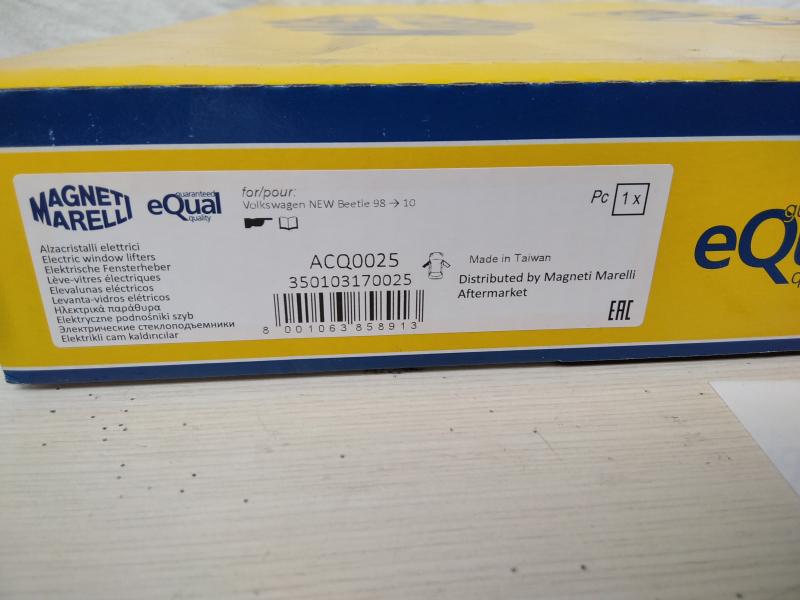 MAGNETI
MARELLI
guaranteed
eQual
quality
for/pour:
Volkswagen NEW Beetle 98 → 10
Pc 1 x
Alzacristalli elettrici
Electric window lifters
Elektrische Fensterheber
Lève-vitres électriques
Elevalunas eléctricos
Levanta-vidros elétricos
Ηλεκτρικά παράθυρα
Elektryczne podnośniki szyb
Электрические стеклоподъемники
Elektrikli cam kaldırıcılar
ACQ0025
350103170025
8 001063 858913
Made in Taiwan
Distributed by Magneti Marelli
Aftermarket
EAC